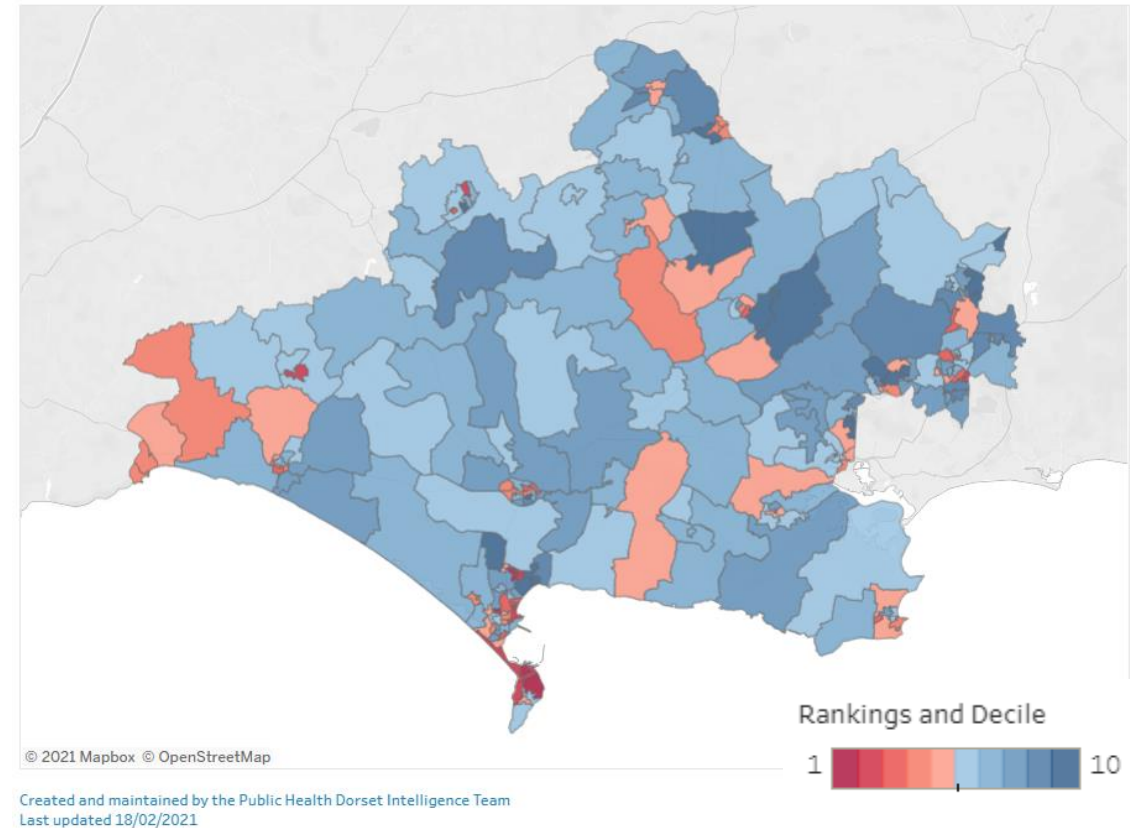 Rankings and Decile
1 10
© 2021 Mapbox © OpenStreetMap
Created and maintained by the Public Health Dorset Intelligence Team
Last updated 18/02/2021